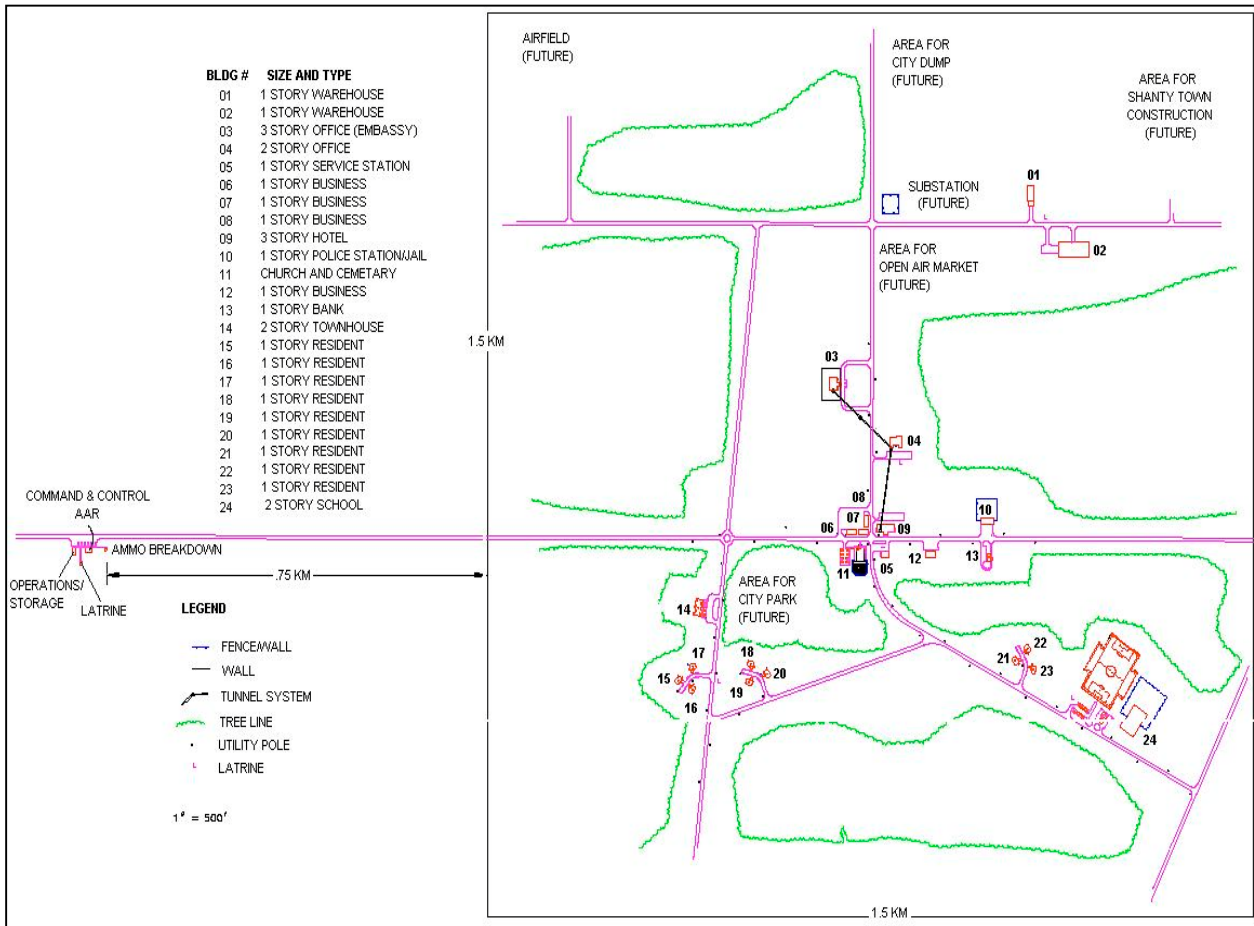 AIRFIELD
(FUTURE)
AREA FOR
CITY DUMP
(FUTURE)
AREA FOR
SHANTY TOWN
CONSTRUCTION
(FUTURE)
BLDG # SIZE AND TYPE
01 1 STORY WAREHOUSE
02 1 STORY WAREHOUSE
03 3 STORY OFFICE (EMBASSY)
04 2 STORY OFFICE
05 1 STORY SERVICE STATION
06 1 STORY BUSINESS
07 1 STORY BUSINESS
08 1 STORY BUSINESS
09 3 STORY HOTEL
10 1 STORY POLICE STATION/JAIL
11 CHURCH AND CEMETARY
12 1 STORY BUSINESS
13 1 STORY BANK
14 2 STORY TOWNHOUSE
15 1 STORY RESIDENT
16 1 STORY RESIDENT
17 1 STORY RESIDENT
18 1 STORY RESIDENT
19 1 STORY RESIDENT
20 1 STORY RESIDENT
21 1 STORY RESIDENT
22 1 STORY RESIDENT
23 1 STORY RESIDENT
24 2 STORY SCHOOL
01
SUBSTATION
(FUTURE)
02
AREA FOR
OPEN AIR MARKET
(FUTURE)
1.5 KM
03
04
08
07
06
09
10
11
05
12
13
COMMAND & CONTROL
AAR
AMMO BREAKDOWN
OPERATIONS/
STORAGE
LATRINE
.75 KM
AREA FOR
CITY PARK
(FUTURE)
14
17
18
15
16
19
20
21
22
23
24
LEGEND
FENCE/WALL
WALL
TUNNEL SYSTEM
TREE LINE
UTILITY POLE
L LATRINE
1" = 500'
1.5 KM